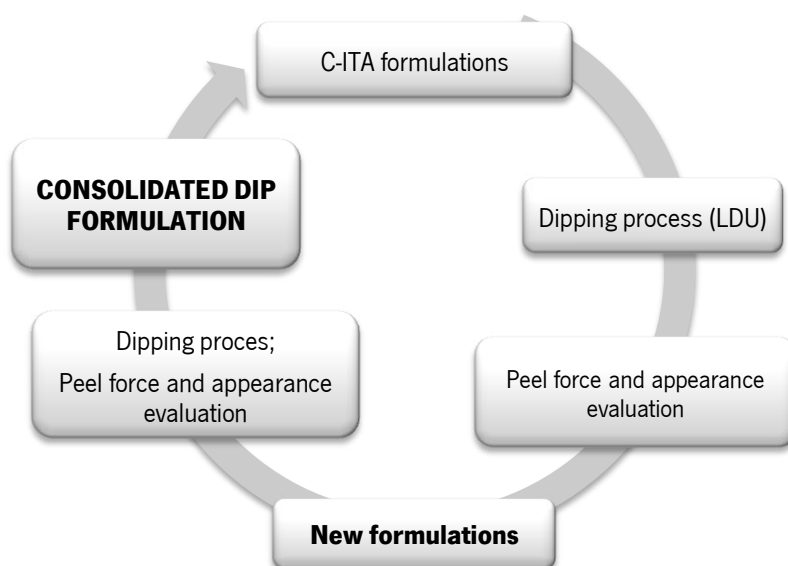 C-ITA formulations
Dipping process (LDU)
Peel force and appearance
evaluation
New formulations
Dipping proces;
Peel force and appearance
evaluation
CONSOLIDATED DIP
FORMULATION